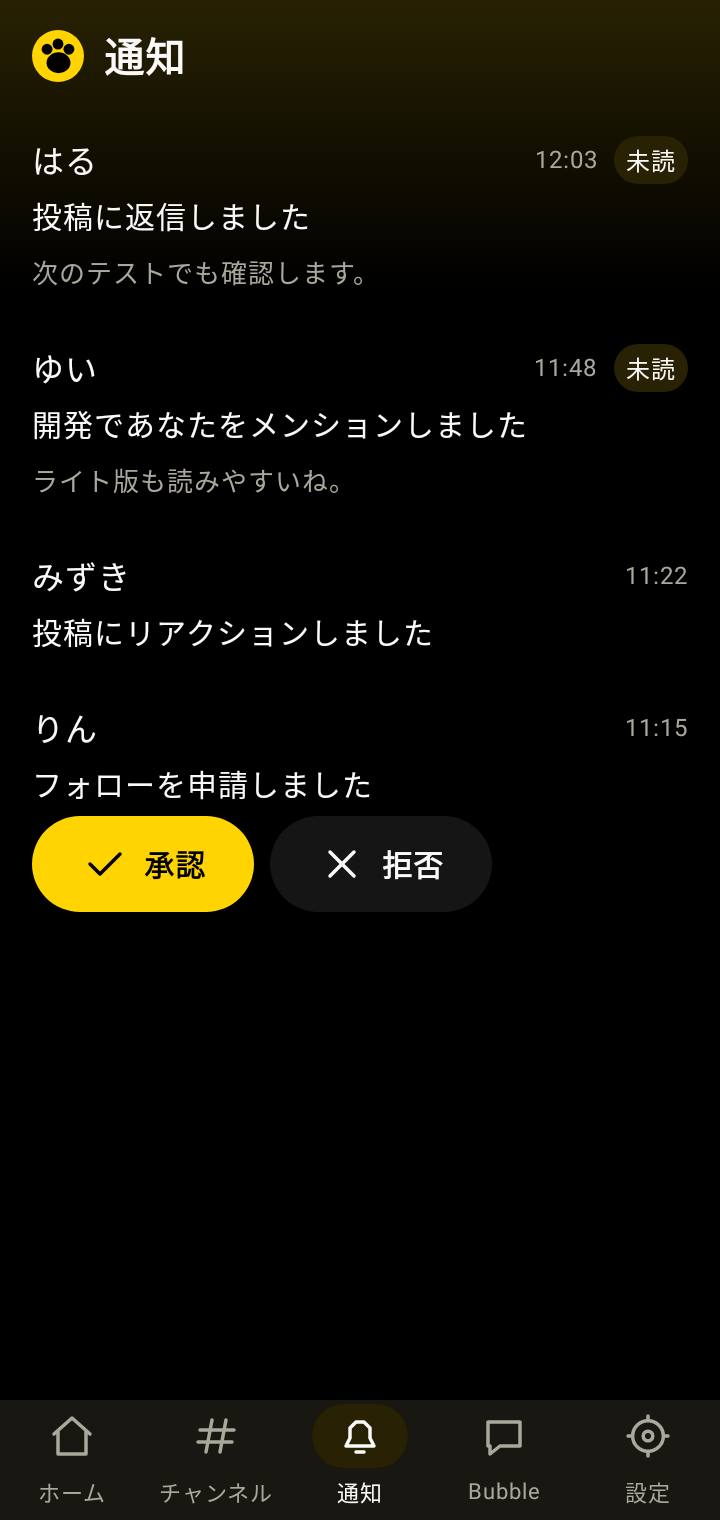 通知
はる 12:03 未読
投稿に返信しました
次のテストでも確認します。
ゆい 11:48 未読
開発であなたをメンションしました
ライト版も読みやすいね。
みずき 11:22
投稿にリアクションしました
りん 11:15
フォローを申請しました
承認 拒否
ホーム チャンネル 通知 Bubble 設定